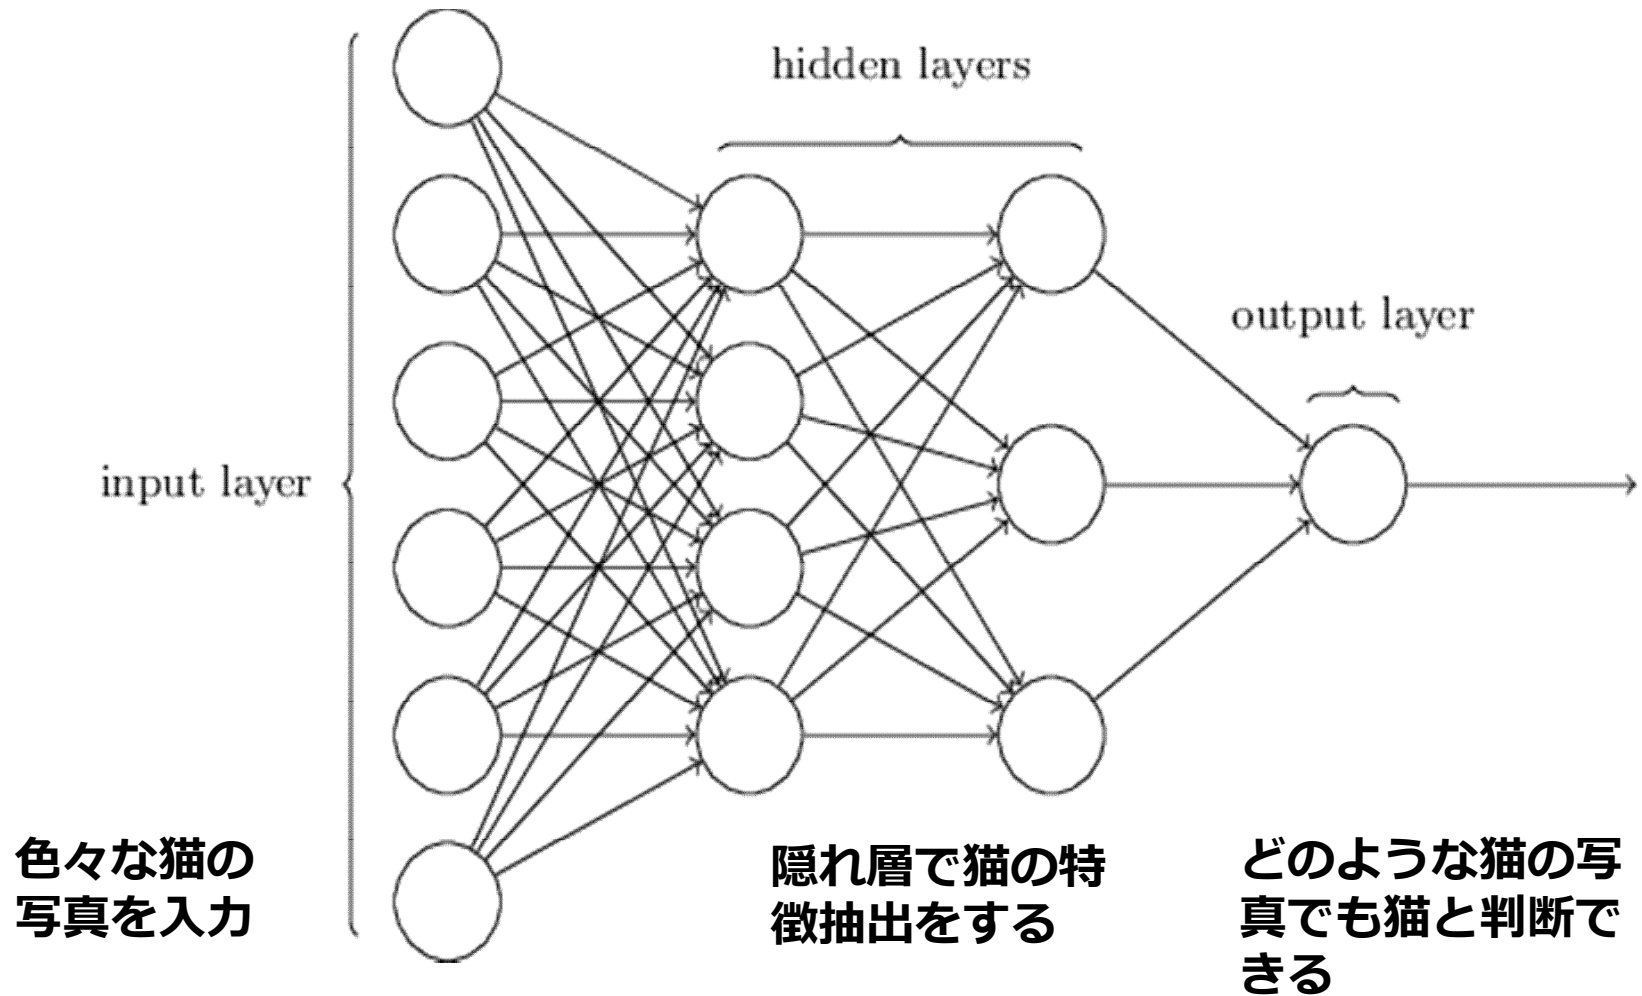 hidden layers
output layer
input layer
色々な猫の
写真を入力
隠れ層で猫の特
徴抽出をする
どのような猫の写
真でも猫と判断で
きる